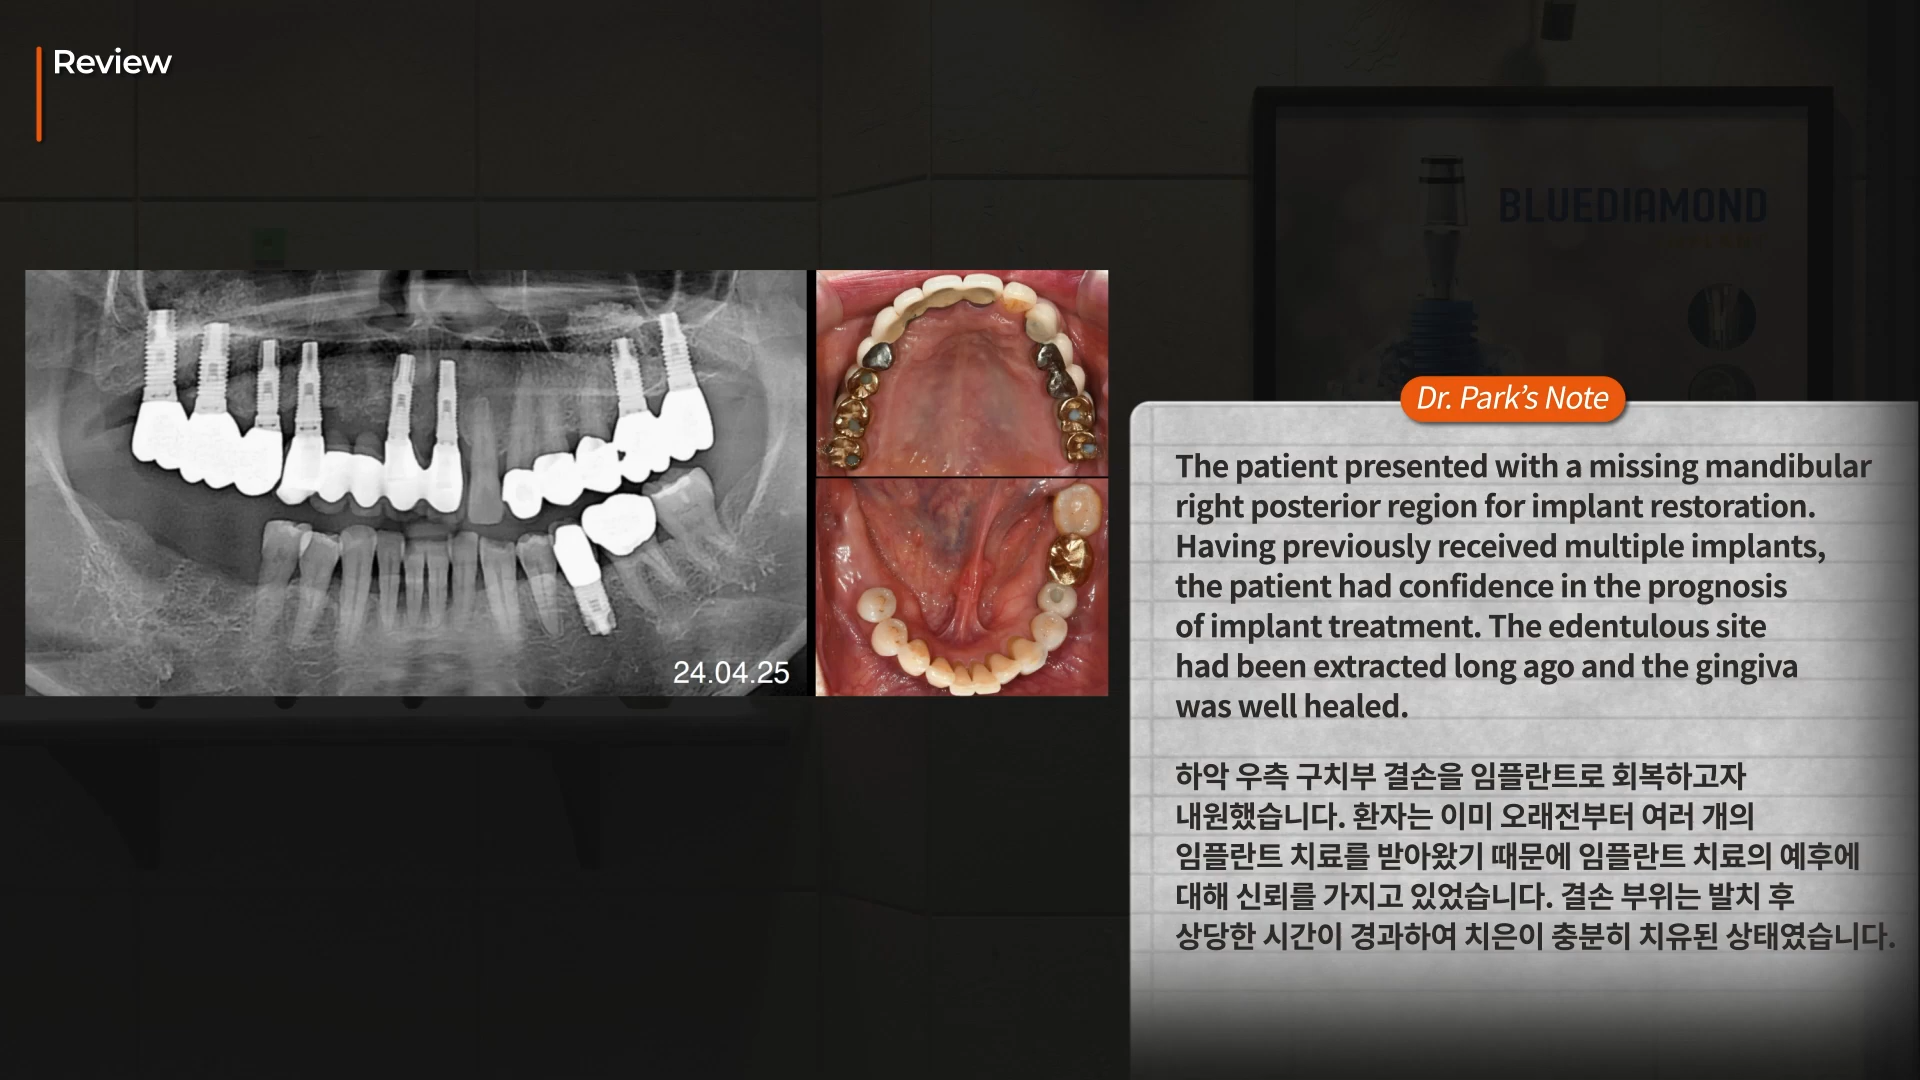 Review
BLUEDIAMOND
24.04.25
Dr. Park's Note
The patient presented with a missing mandibular
right posterior region for implant restoration.
Having previously received multiple implants,
the patient had confidence in the prognosis
of implant treatment. The edentulous site
had been extracted long ago and the gingiva
was well healed.
하악 우측 구치부 결손을 임플란트로 회복하고자
내원했습니다. 환자는 이미 오래전부터 여러 개의
임플란트 치료를 받아왔기 때문에 임플란트 치료의 예후에
대해 신뢰를 가지고 있었습니다. 결손 부위는 발치 후
상당한 시간이 경과하여 치은이 충분히 치유된 상태였습니다.